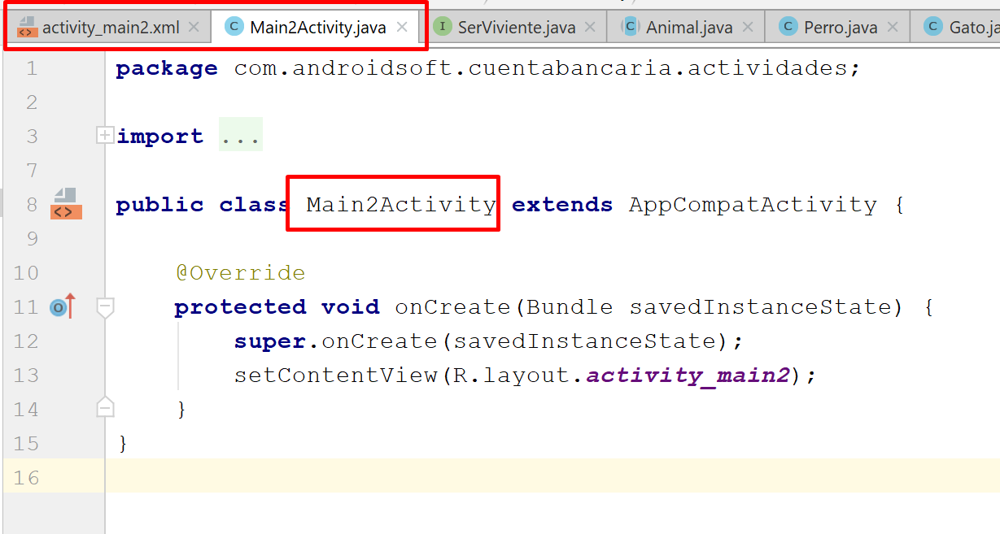 activity_main2.xml Main2Activity.java I SerViviente.java C Animal.java C Perro.java C Gato.ja
1 package com.androidsoft.cuentabancaria.actividades;
2
3 import ...
7
8 public class Main2Activity extends AppCompatActivity {
9
10 @Override
11 protected void onCreate(Bundle savedInstanceState) {
12 super.onCreate(savedInstanceState);
13 setContentView(R.layout.activity_main2);
14 }
15 }
16